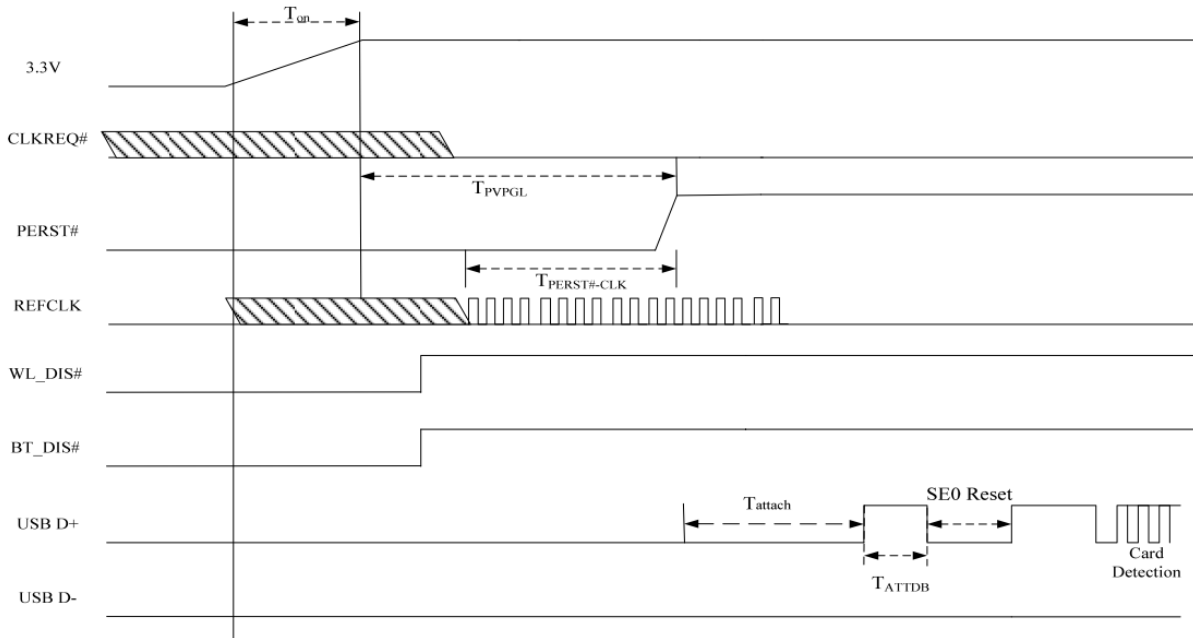 Ton
3.3V
CLKREQ#
TPVPGL
PERST#
TPERST#-CLK
REFCLK
WL_DIS#
BT_DIS#
Tattach
SE0 Reset
USB D+
Card
Detection
TATTDB
USB D-